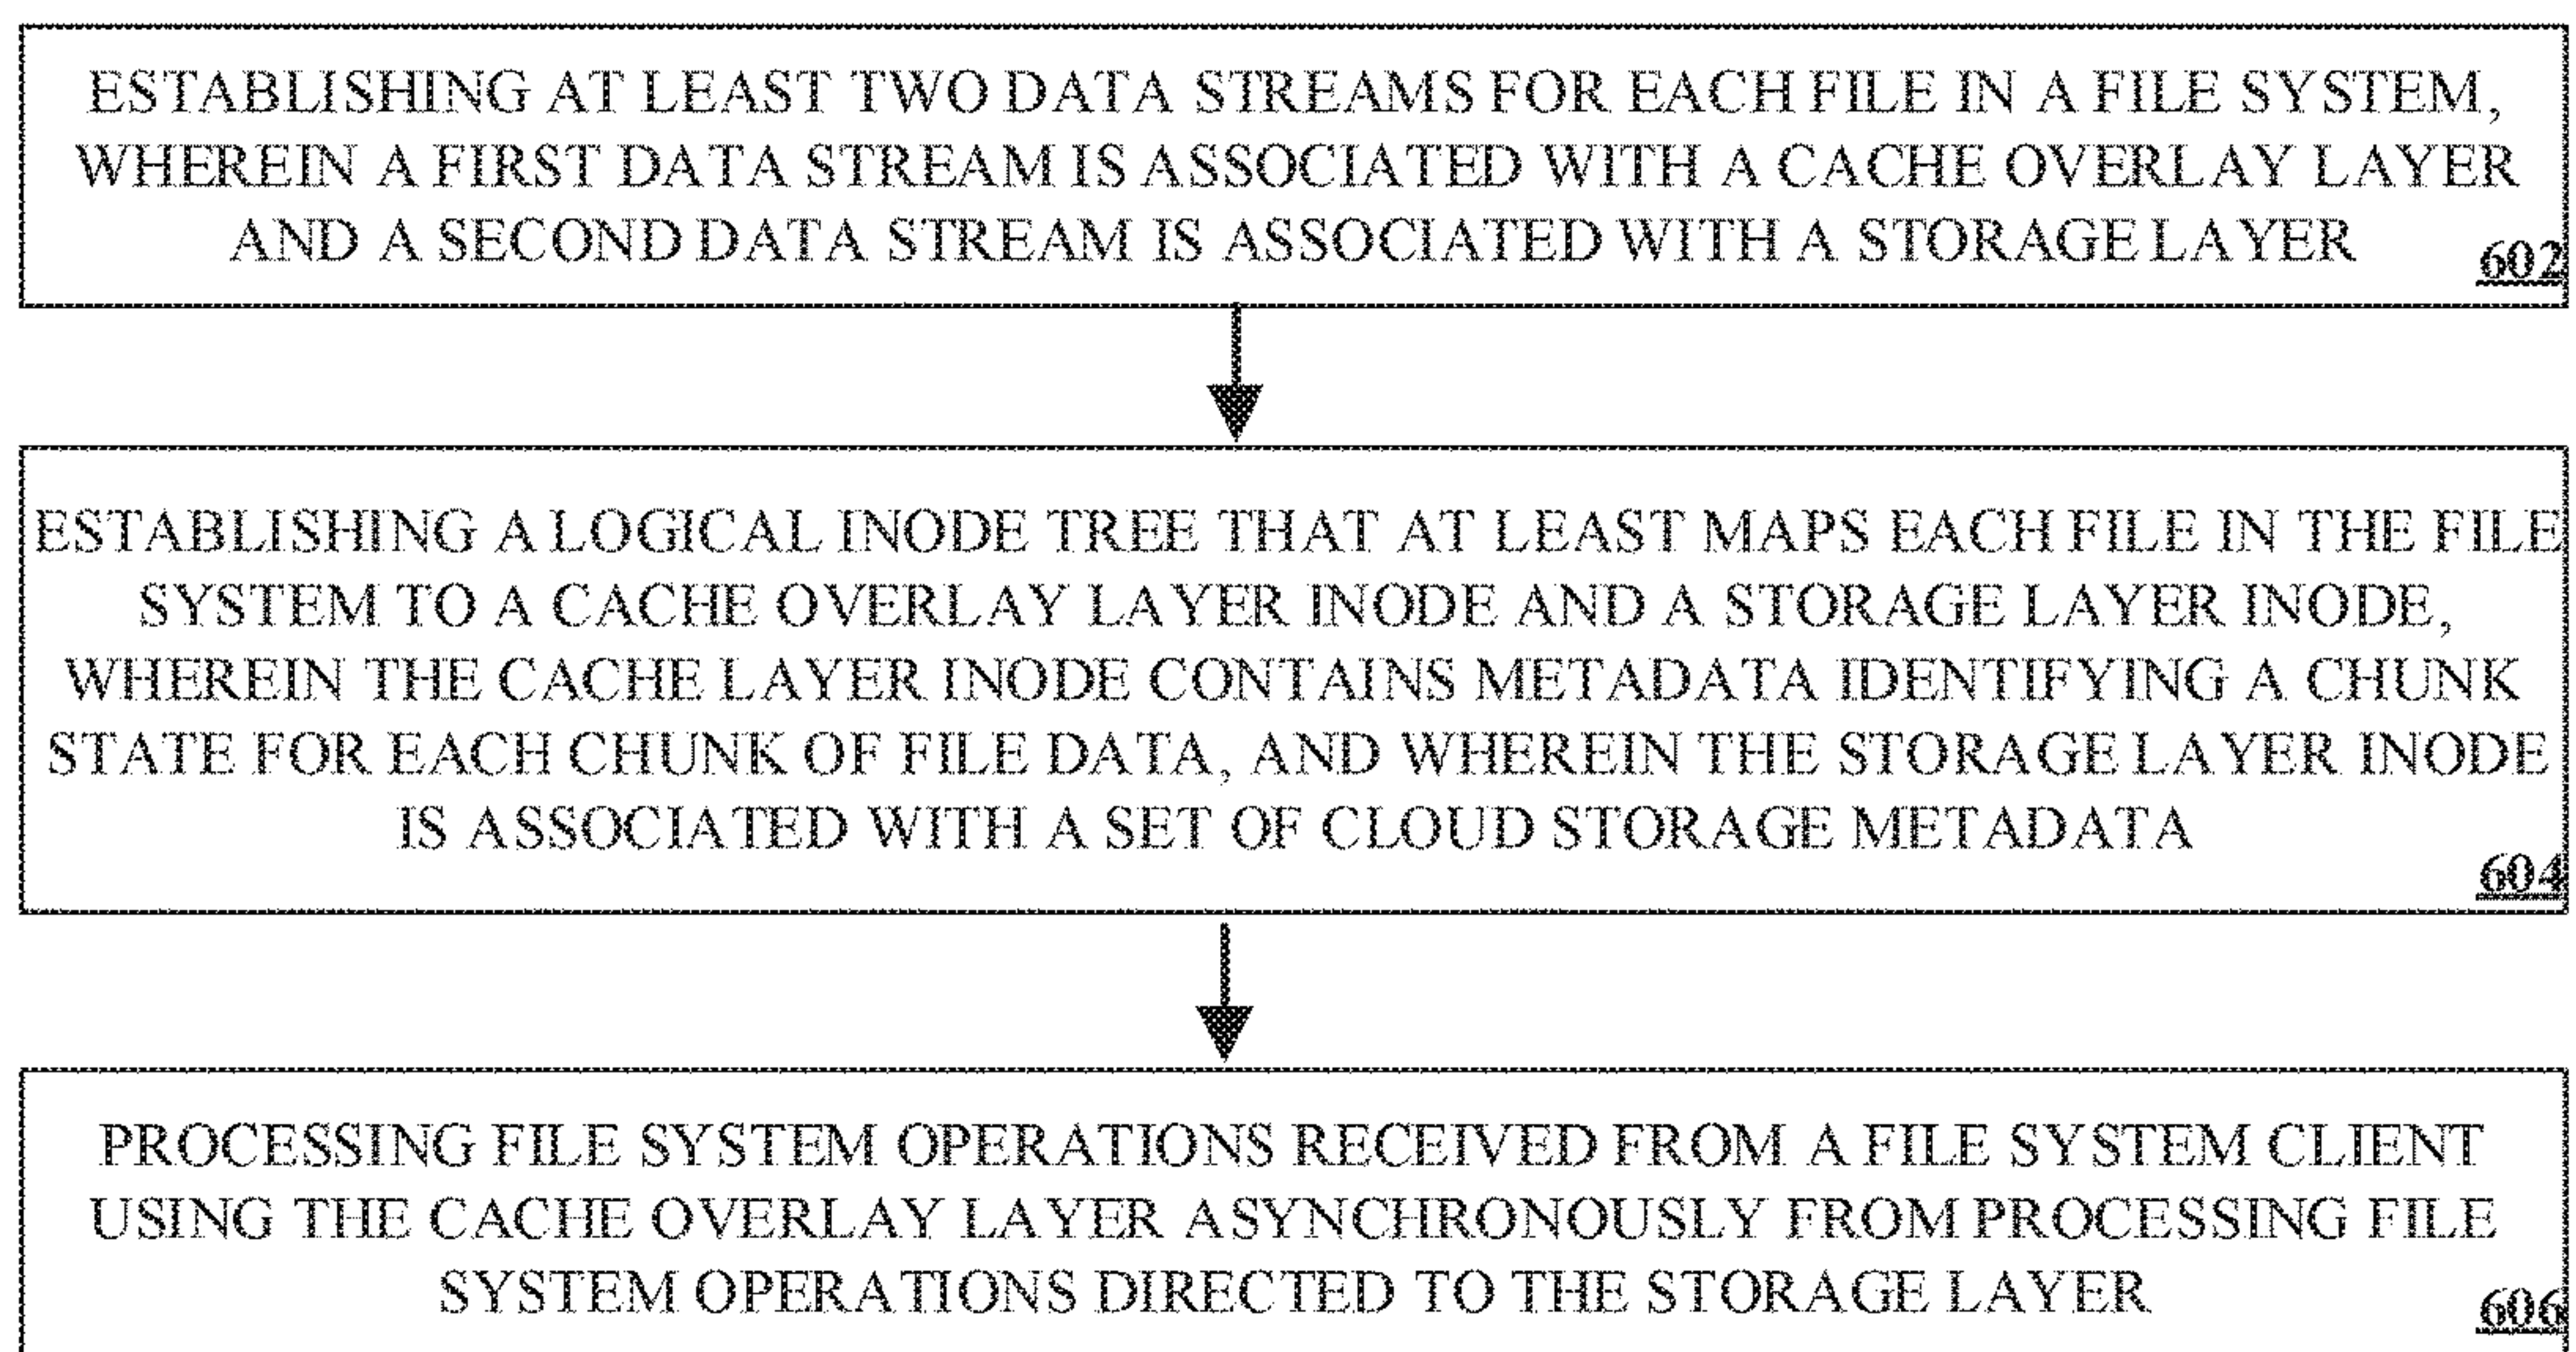 ESTABLISHING AT LEAST TWO DATA STREAMS FOR EACH FILE IN A FILE SYSTEM,
WHEREIN A FIRST DATA STREAM IS ASSOCIATED WITH A CACHE OVERLAY LAYER
AND A SECOND DATA STREAM IS ASSOCIATED WITH A STORAGE LAYER
602
ESTABLISHING A LOGICAL INODE TREE THAT AT LEAST MAPS EACH FILE IN THE FILE
SYSTEM TO A CACHE OVERLAY LAYER INODE AND A STORAGE LAYER INODE,
WHEREIN THE CACHE LAYER INODE CONTAINS METADATA IDENTIFYING A CHUNK
STATE FOR EACH CHUNK OF FILE DATA, AND WHEREIN THE STORAGE LAYER INODE
IS ASSOCIATED WITH A SET OF CLOUD STORAGE METADATA
604
PROCESSING FILE SYSTEM OPERATIONS RECEIVED FROM A FILE SYSTEM CLIENT
USING THE CACHE OVERLAY LAYER ASYNCHRONOUSLY FROM PROCESSING FILE
SYSTEM OPERATIONS DIRECTED TO THE STORAGE LAYER
606